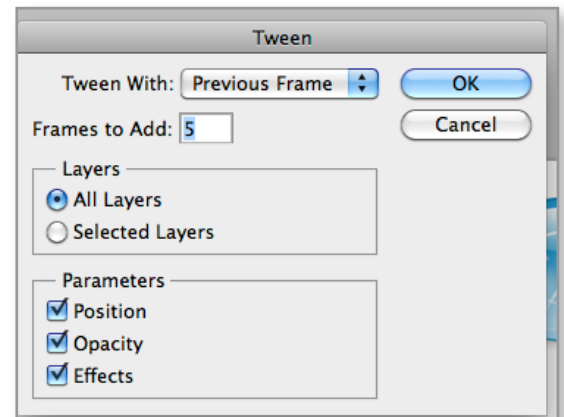 Tween
Tween With: Previous Frame OK
Frames to Add: 5 Cancel
Layers
All Layers
Selected Layers
Parameters
Position
Opacity
Effects